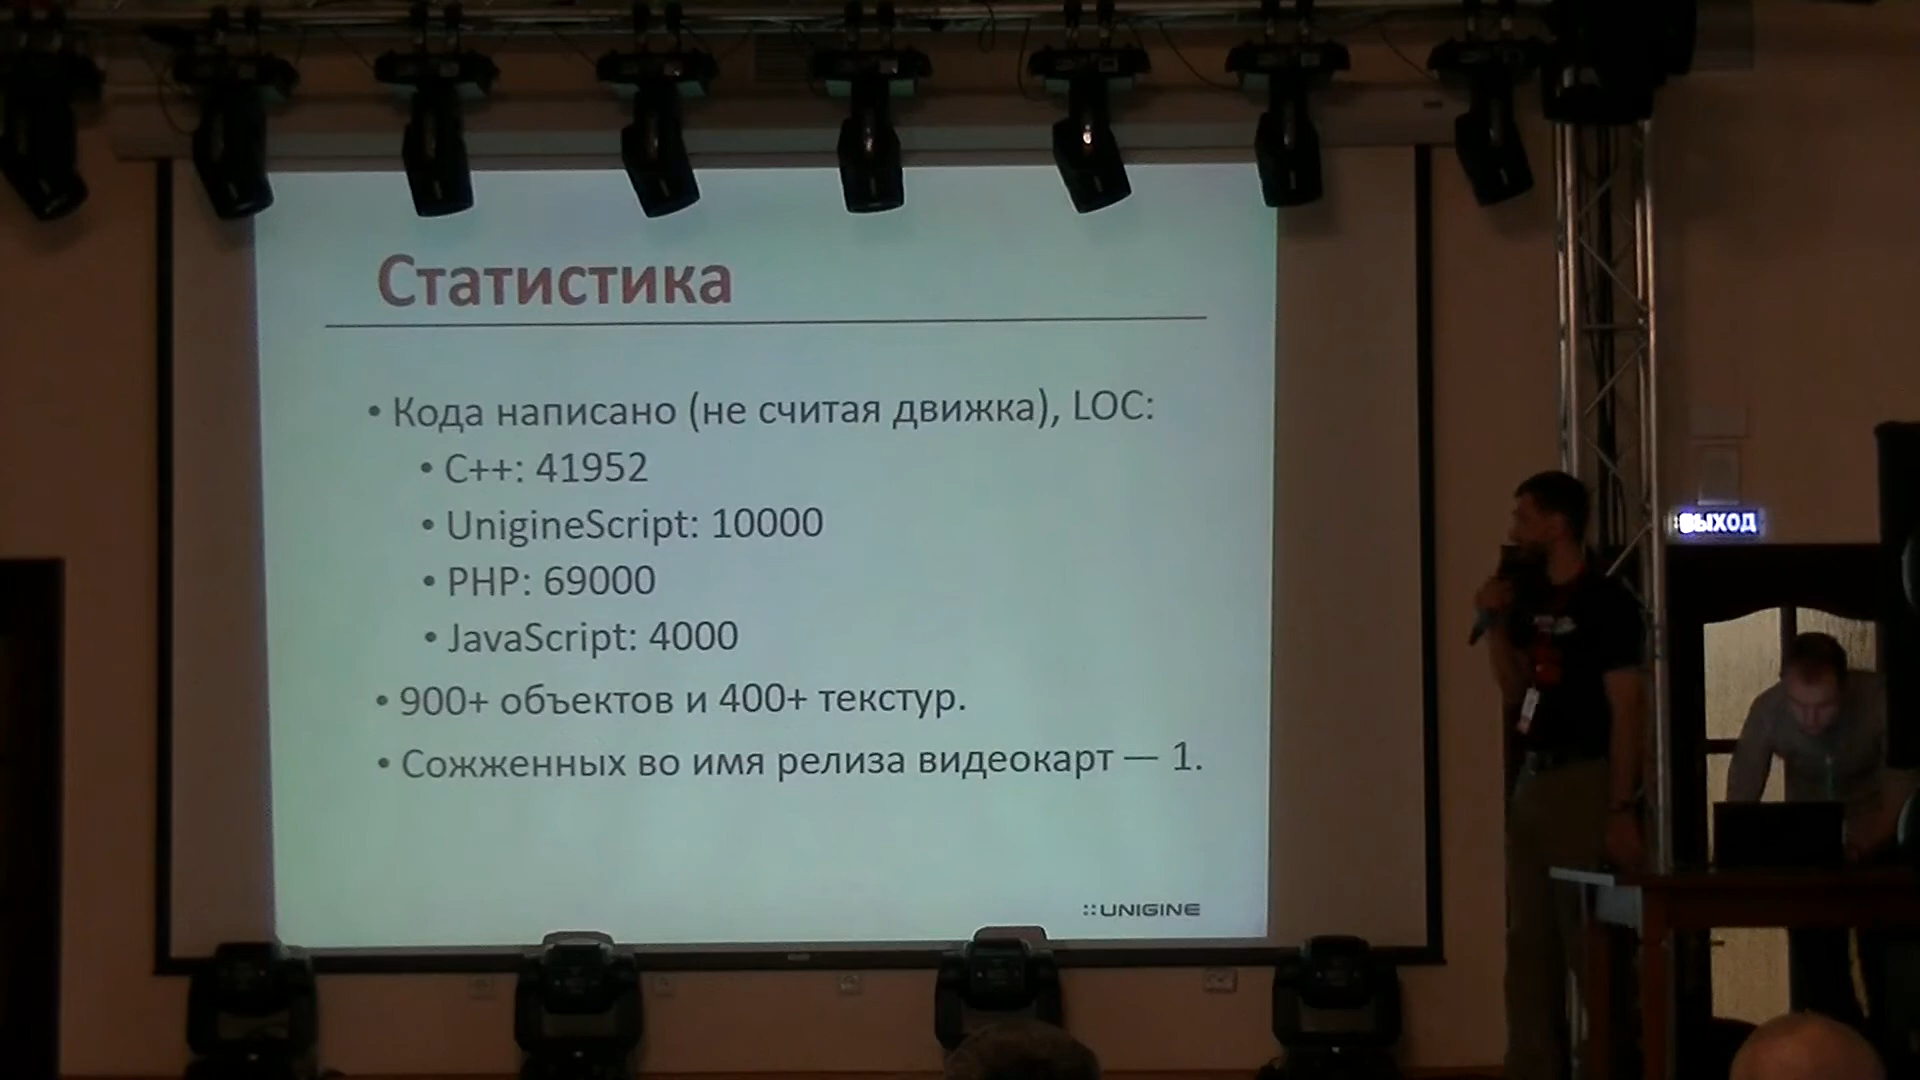 Статистика
• Кода написано (не считая движка), LOC:
• C++: 41952
• UnigineScript: 10000
• PHP: 69000
• JavaScript: 4000
• 900+ объектов и 400+ текстур.
• Сожженных во имя релиза видеокарт — 1.
UNIGINE
ВЫХОД